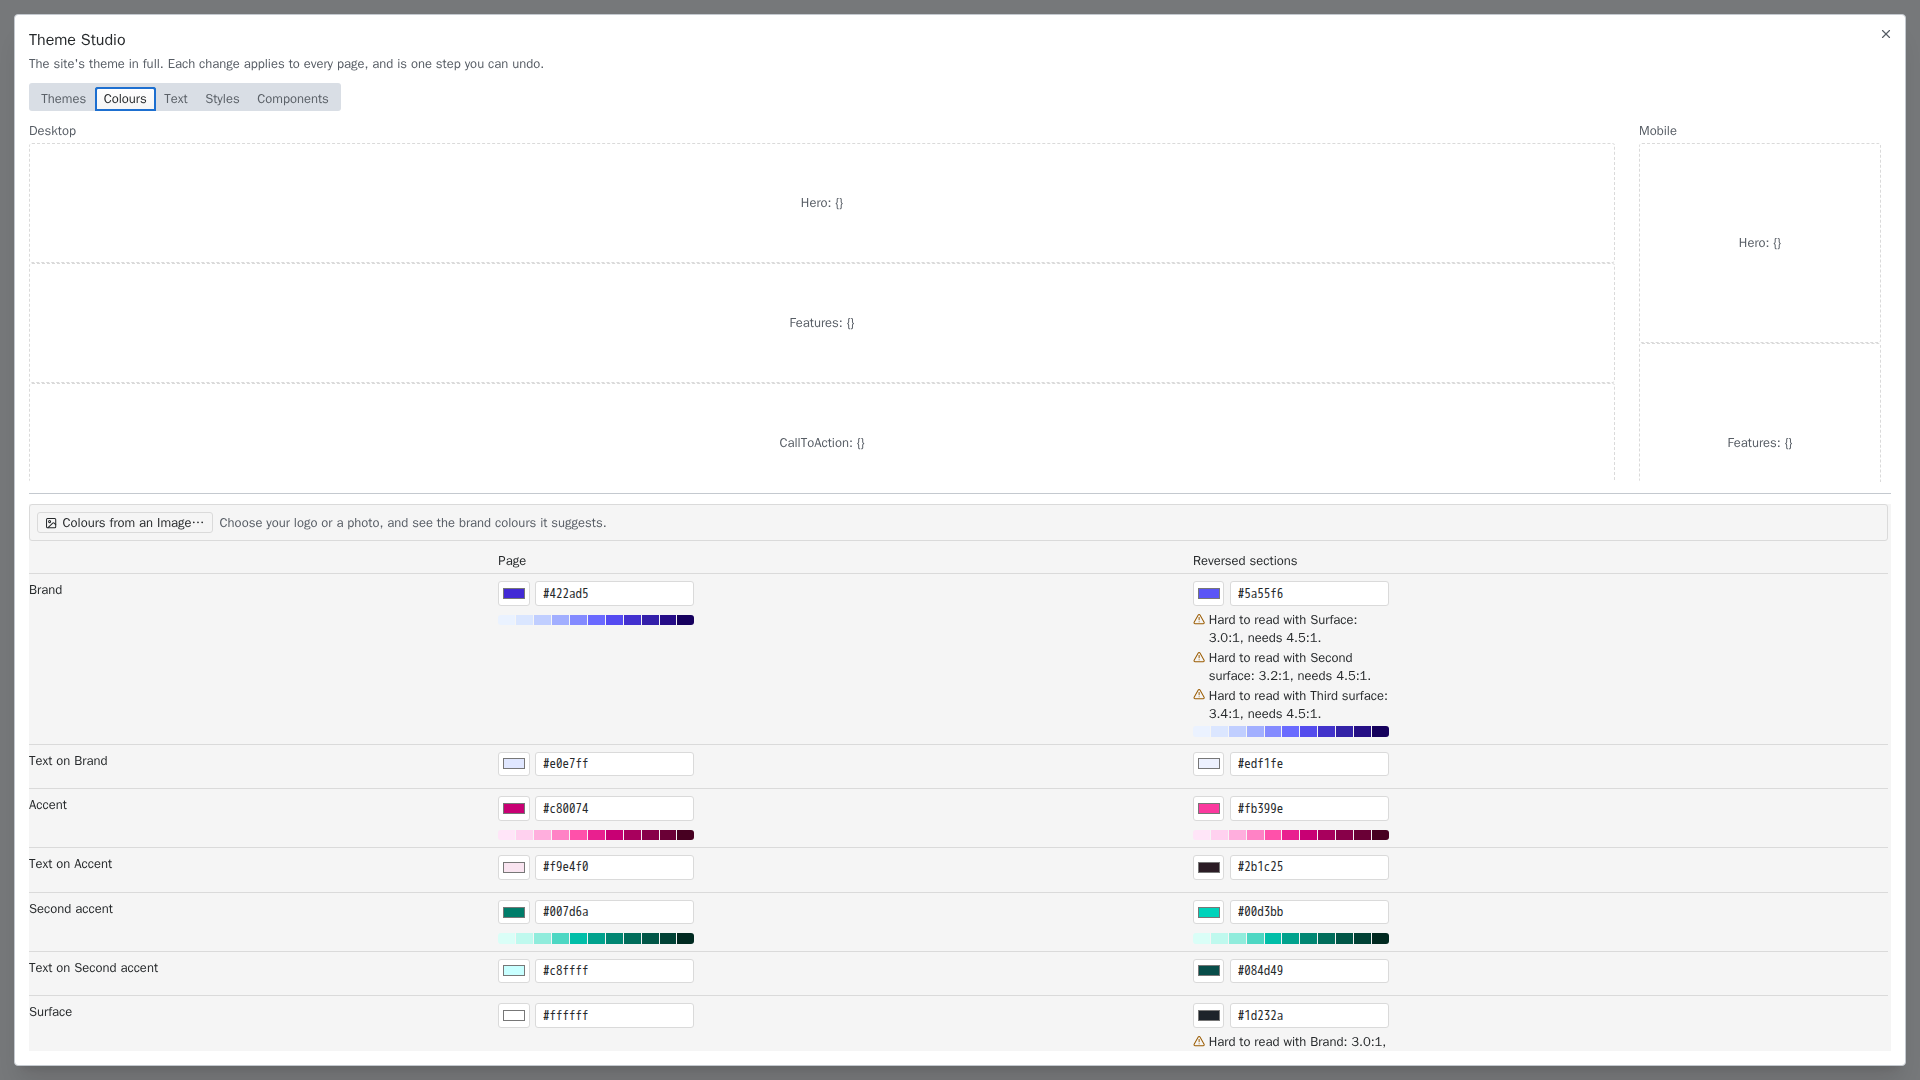 Theme Studio
The site's theme in full. Each change applies to every page, and is one step you can undo.
Themes Colours Text Styles Components
Desktop Mobile
Hero: {}
Hero: {}
Features: {}
CallToAction: {}
Features: {}
Colours from an Image⋯ Choose your logo or a photo, and see the brand colours it suggests.
Page Reversed sections
Brand #422ad5 #5a55f6
Hard to read with Surface:
3.0:1, needs 4.5:1.
Hard to read with Second
surface: 3.2:1, needs 4.5:1.
Hard to read with Third surface:
3.4:1, needs 4.5:1.
Text on Brand #e0e7ff #edf1fe
Accent #c80074 #fb399e
Text on Accent #f9e4f0 #2b1c25
Second accent #007d6a #00d3bb
Text on Second accent #c8ffff #084d49
Surface #ffffff #1d232a
Hard to read with Brand: 3.0:1,